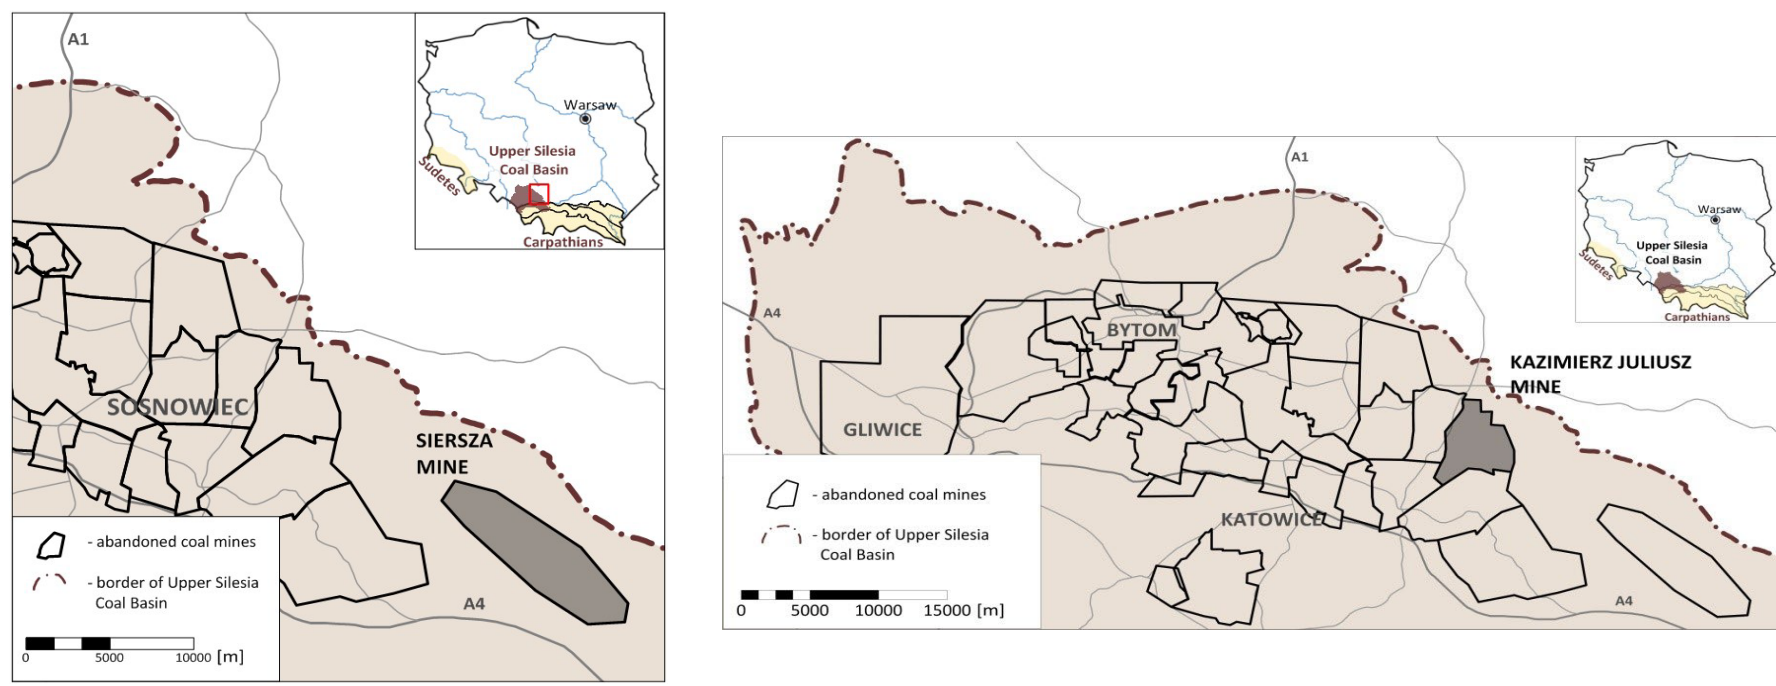 A1
Warsaw
Upper Silesia
Coal Basin
Sudetes
Carpathians
SOSNOWIEC
SIERSZA
MINE
- abandoned coal mines
- border of Upper Silesia
Coal Basin
A4
0 5000 10000 [m]
A1
Warsaw
Upper Silesia
Coal Basin
Sudetes
Carpathians
A4
BYTOM
KAZIMIERZ JULIUSZ
MINE
GLIWICE
- abandoned coal mines
KATOWICE
- border of Upper Silesia
Coal Basin
A4
0 5000 10000 15000 [m]